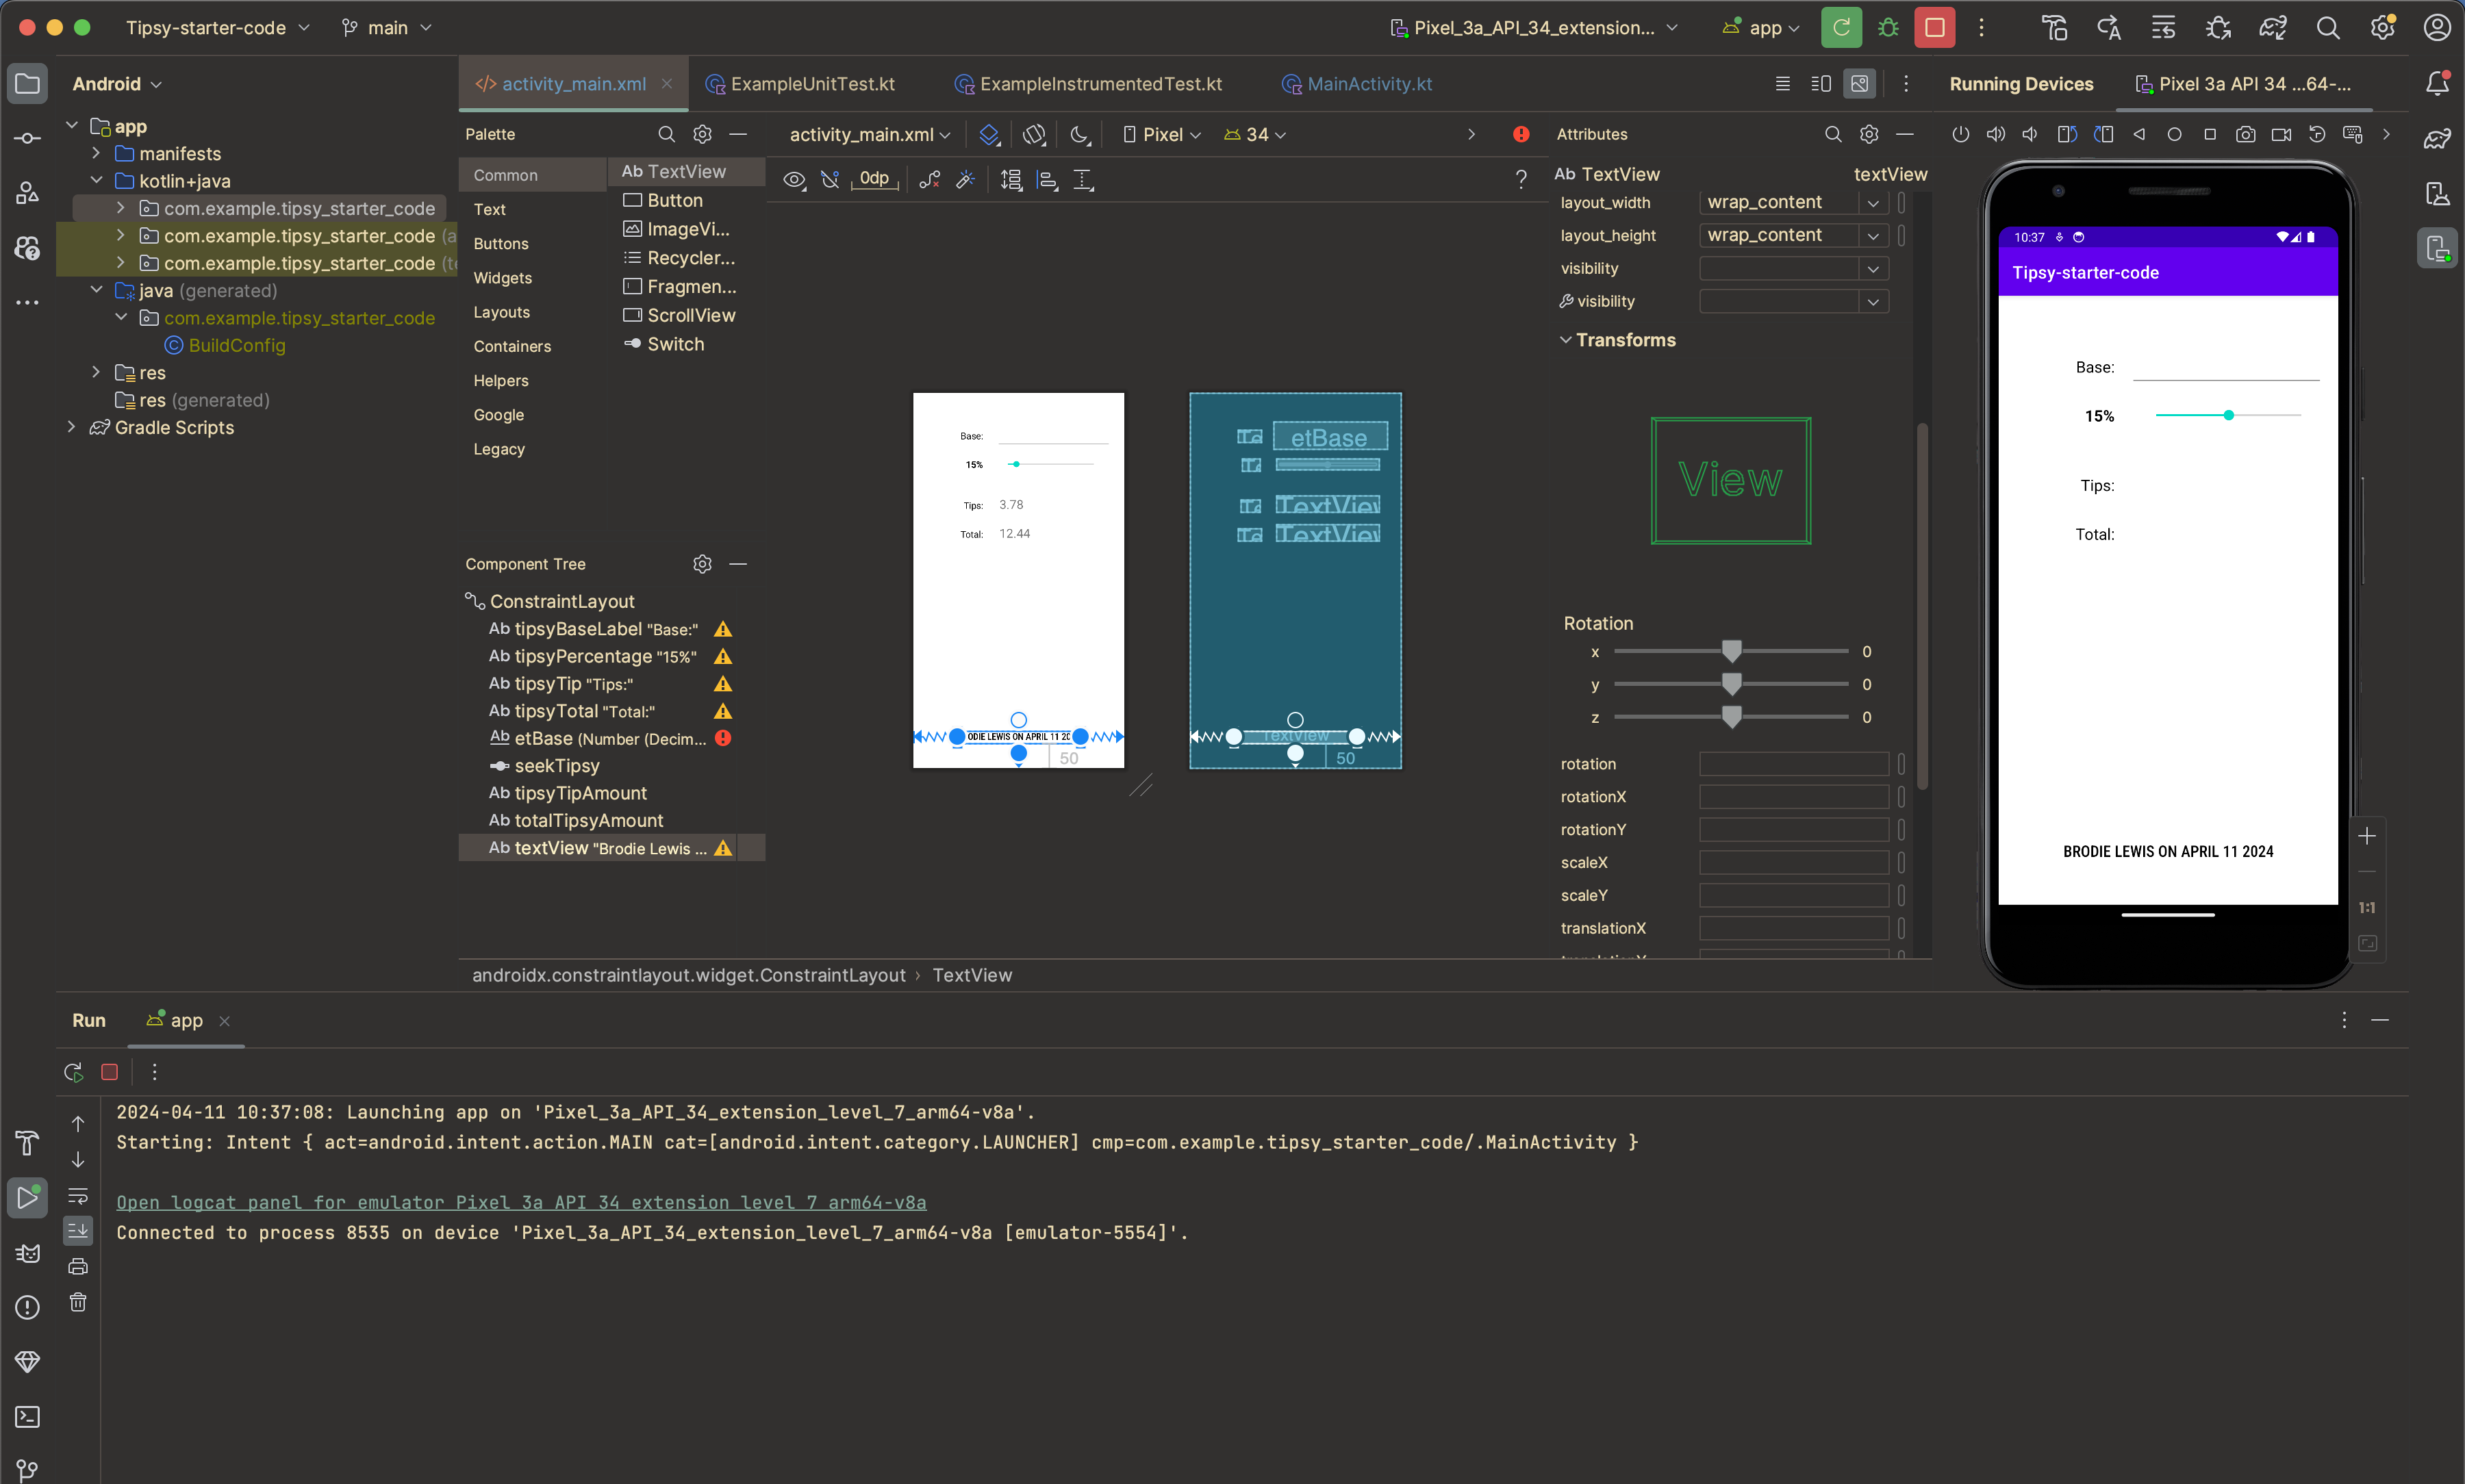 Tipsy-starter-code
main
Pixel_3a_API_34_extension...
app
Android
app
manifests
kotlin+java
com.example.tipsy_starter_code
com.example.tipsy_starter_code (a
com.example.tipsy_starter_code (te
java (generated)
com.example.tipsy_starter_code
BuildConfig
res
res (generated)
Gradle Scripts
activity_main.xml
ExampleUnitTest.kt
ExampleInstrumentedTest.kt
MainActivity.kt
Palette
Common
Text
Buttons
Widgets
Layouts
Containers
Helpers
Google
Legacy
Ab TextView
Button
ImageVi...
Recycler...
Fragmen...
ScrollView
Switch
Component Tree
ConstraintLayout
Ab tipsyBaseLabel "Base:"
Ab tipsyPercentage "15%"
Ab tipsyTip "Tips:"
Ab tipsyTotal "Total:"
Ab etBase (Number (Decim...
seekTipsy
Ab tipsyTipAmount
Ab totalTipsyAmount
Ab textView "Brodie Lewis ...
activity_main.xml
Pixel
34
0dp
?
Base:
15%
Tips: 3.78
Total: 12.44
ODIE LEWIS ON APRIL 11 20
50
etBase
TextView
TextView
TextView
50
androidx.constraintlayout.widget.ConstraintLayout › TextView
Attributes
Ab TextView textView
layout_width wrap_content
layout_height wrap_content
visibility
visibility
Transforms
View
Rotation
x 0
y 0
z 0
rotation
rotationX
rotationY
scaleX
scaleY
translationX
Running Devices
Pixel 3a API 34 ...64-...
10:37
Tipsy-starter-code
Base:
15%
Tips:
Total:
BRODIE LEWIS ON APRIL 11 2024
1:1
Run
app
2024-04-11 10:37:08: Launching app on 'Pixel_3a_API_34_extension_level_7_arm64-v8a'.
Starting: Intent { act=android.intent.action.MAIN cat=[android.intent.category.LAUNCHER] cmp=com.example.tipsy_starter_code/.MainActivity }
Open logcat panel for emulator Pixel 3a API 34 extension level 7 arm64-v8a
Connected to process 8535 on device 'Pixel_3a_API_34_extension_level_7_arm64-v8a [emulator-5554]'.